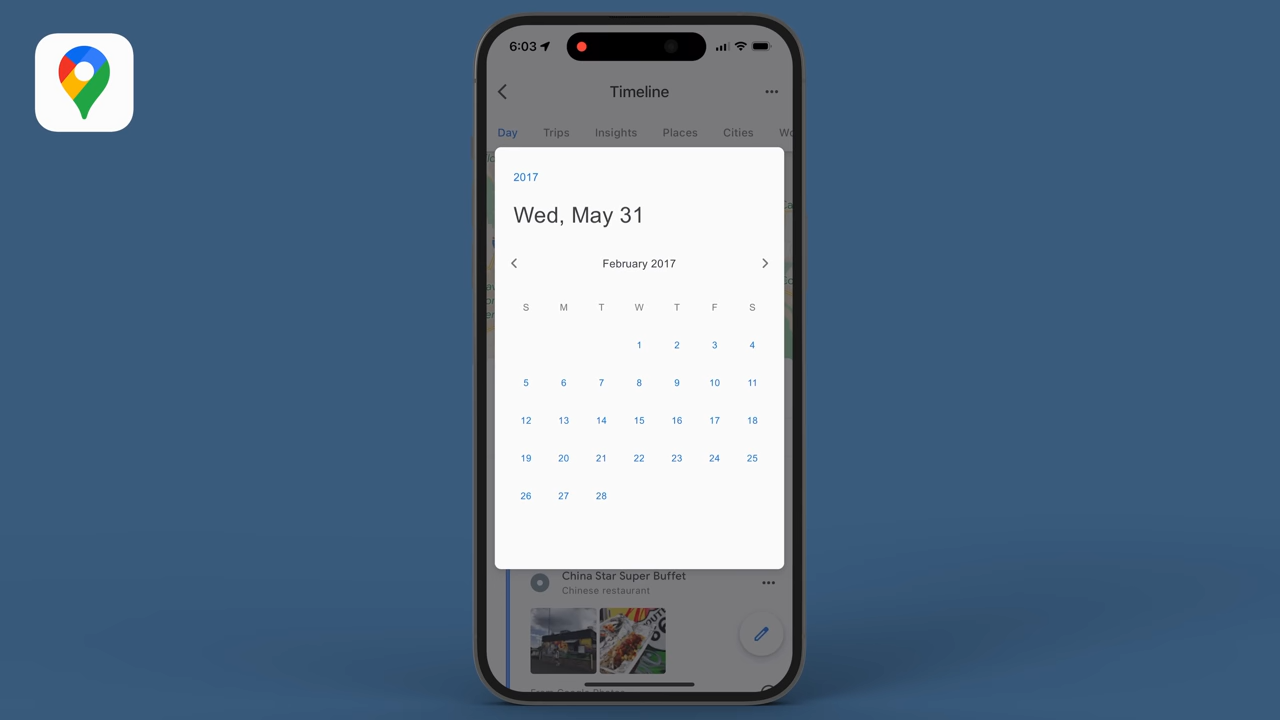 6:03
Timeline
Day Trips Insights Places Cities
2017
Wed, May 31
February 2017
S M T W T F S
1 2 3 4
5 6 7 8 9 10 11
12 13 14 15 16 17 18
19 20 21 22 23 24 25
26 27 28
China Star Super Buffet
Chinese restaurant